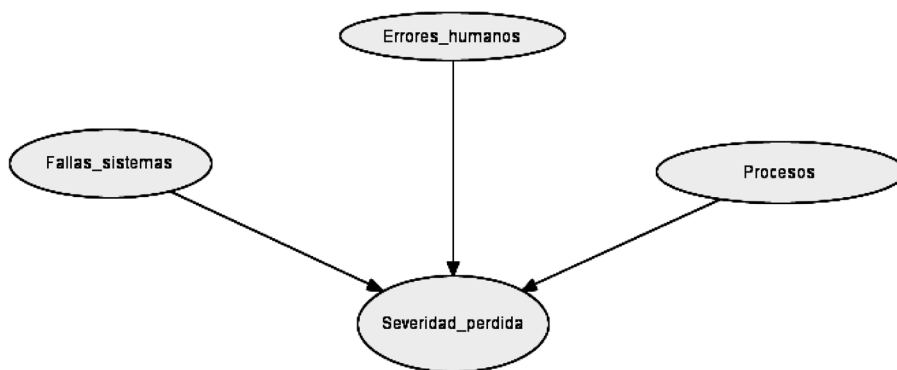 Errores_humanos
Fallas_sistemas
Procesos
Severidad_perdida